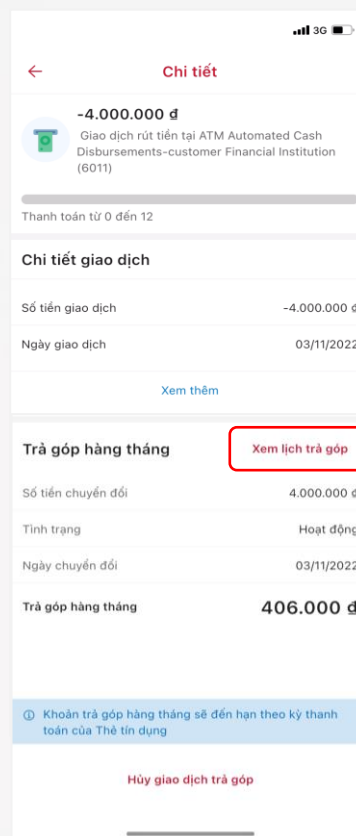 3G
Chi tiết
-4.000.000 đ
Giao dịch rút tiền tại ATM Automated Cash
Disbursements-customer Financial Institution
(6011)
Thanh toán từ 0 đến 12
Chi tiết giao dịch
Số tiền giao dịch -4.000.000 đ
Ngày giao dịch 03/11/2022
Xem thêm
Trả góp hàng tháng Xem lịch trả góp
Số tiền chuyển đổi 4.000.000 đ
Tình trạng Hoạt động
Ngày chuyển đổi 03/11/2022
Trả góp hàng tháng 406.000 đ
Khoản trả góp hàng tháng sẽ đến hạn theo kỳ thanh
toán của Thẻ tín dụng
Hủy giao dịch trả góp